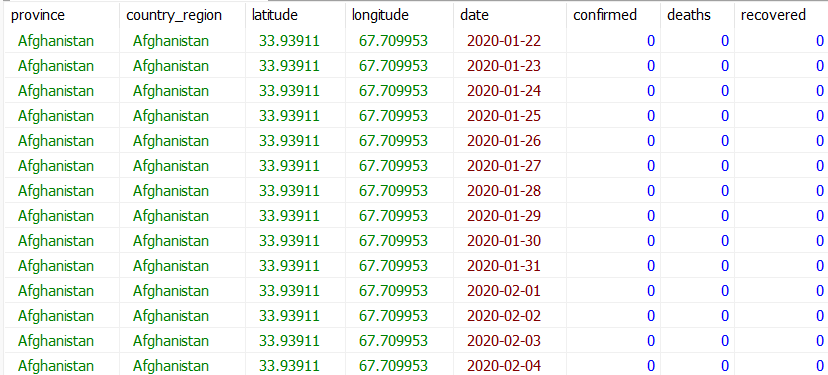 province country_region latitude longitude date confirmed deaths recovered
Afghanistan Afghanistan 33.93911 67.709953 2020-01-22 0 0 0
Afghanistan Afghanistan 33.93911 67.709953 2020-01-23 0 0 0
Afghanistan Afghanistan 33.93911 67.709953 2020-01-24 0 0 0
Afghanistan Afghanistan 33.93911 67.709953 2020-01-25 0 0 0
Afghanistan Afghanistan 33.93911 67.709953 2020-01-26 0 0 0
Afghanistan Afghanistan 33.93911 67.709953 2020-01-27 0 0 0
Afghanistan Afghanistan 33.93911 67.709953 2020-01-28 0 0 0
Afghanistan Afghanistan 33.93911 67.709953 2020-01-29 0 0 0
Afghanistan Afghanistan 33.93911 67.709953 2020-01-30 0 0 0
Afghanistan Afghanistan 33.93911 67.709953 2020-01-31 0 0 0
Afghanistan Afghanistan 33.93911 67.709953 2020-02-01 0 0 0
Afghanistan Afghanistan 33.93911 67.709953 2020-02-02 0 0 0
Afghanistan Afghanistan 33.93911 67.709953 2020-02-03 0 0 0
Afghanistan Afghanistan 33.93911 67.709953 2020-02-04 0 0 0